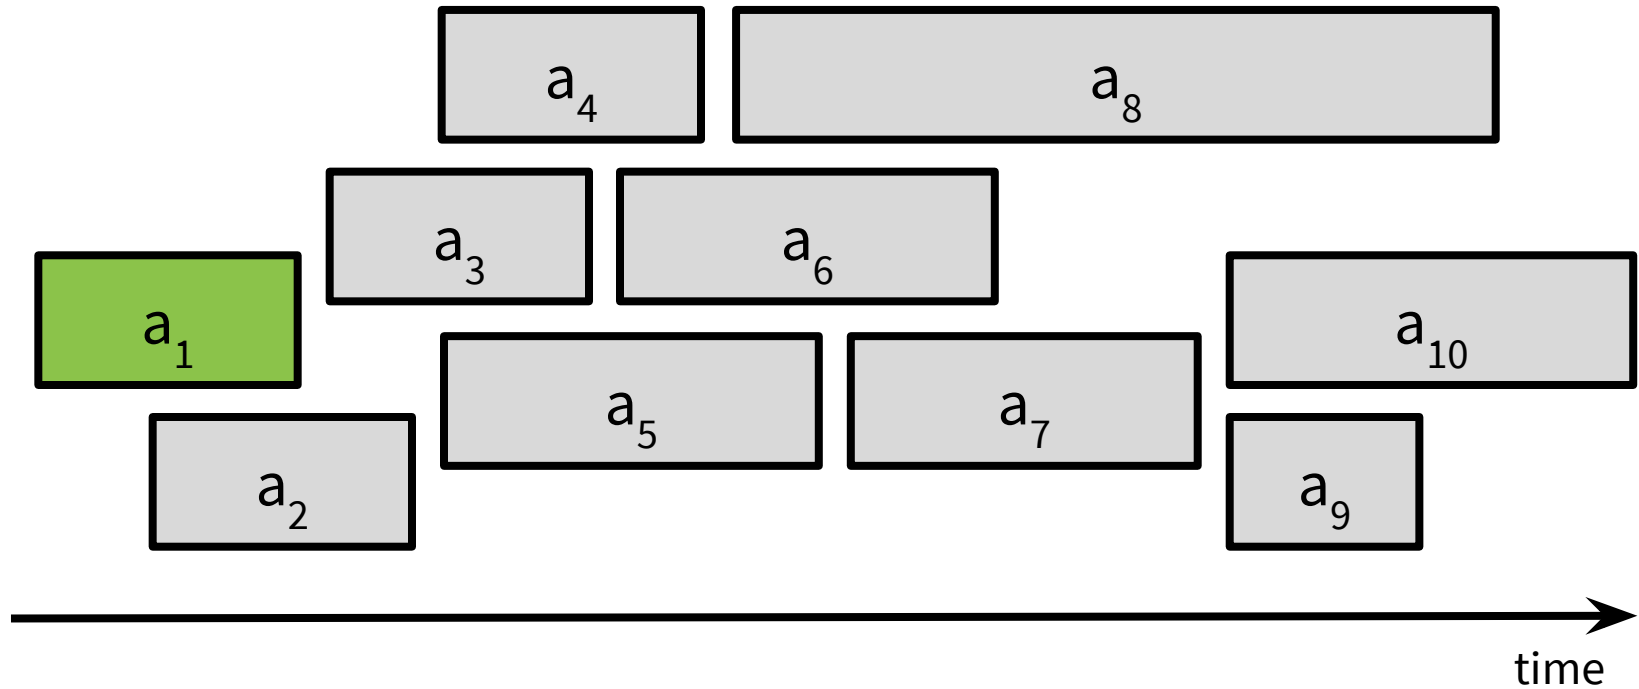 a₄ a₈
a₃ a₆
a₁ a₁₀
a₅ a₇
a₂ a₉
time